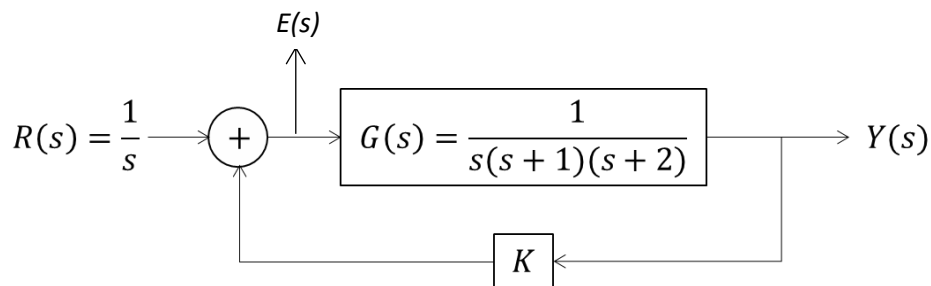 E(s)
R(s) = 1/s
+
G(s) = 1/(s(s + 1)(s + 2))
Y(s)
K